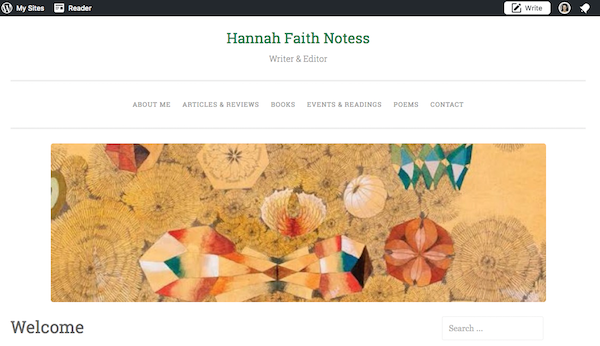 My Sites Reader Write
Hannah Faith Notess
Writer & Editor
ABOUT ME ARTICLES & REVIEWS BOOKS EVENTS & READINGS POEMS CONTACT
Welcome
Search ...